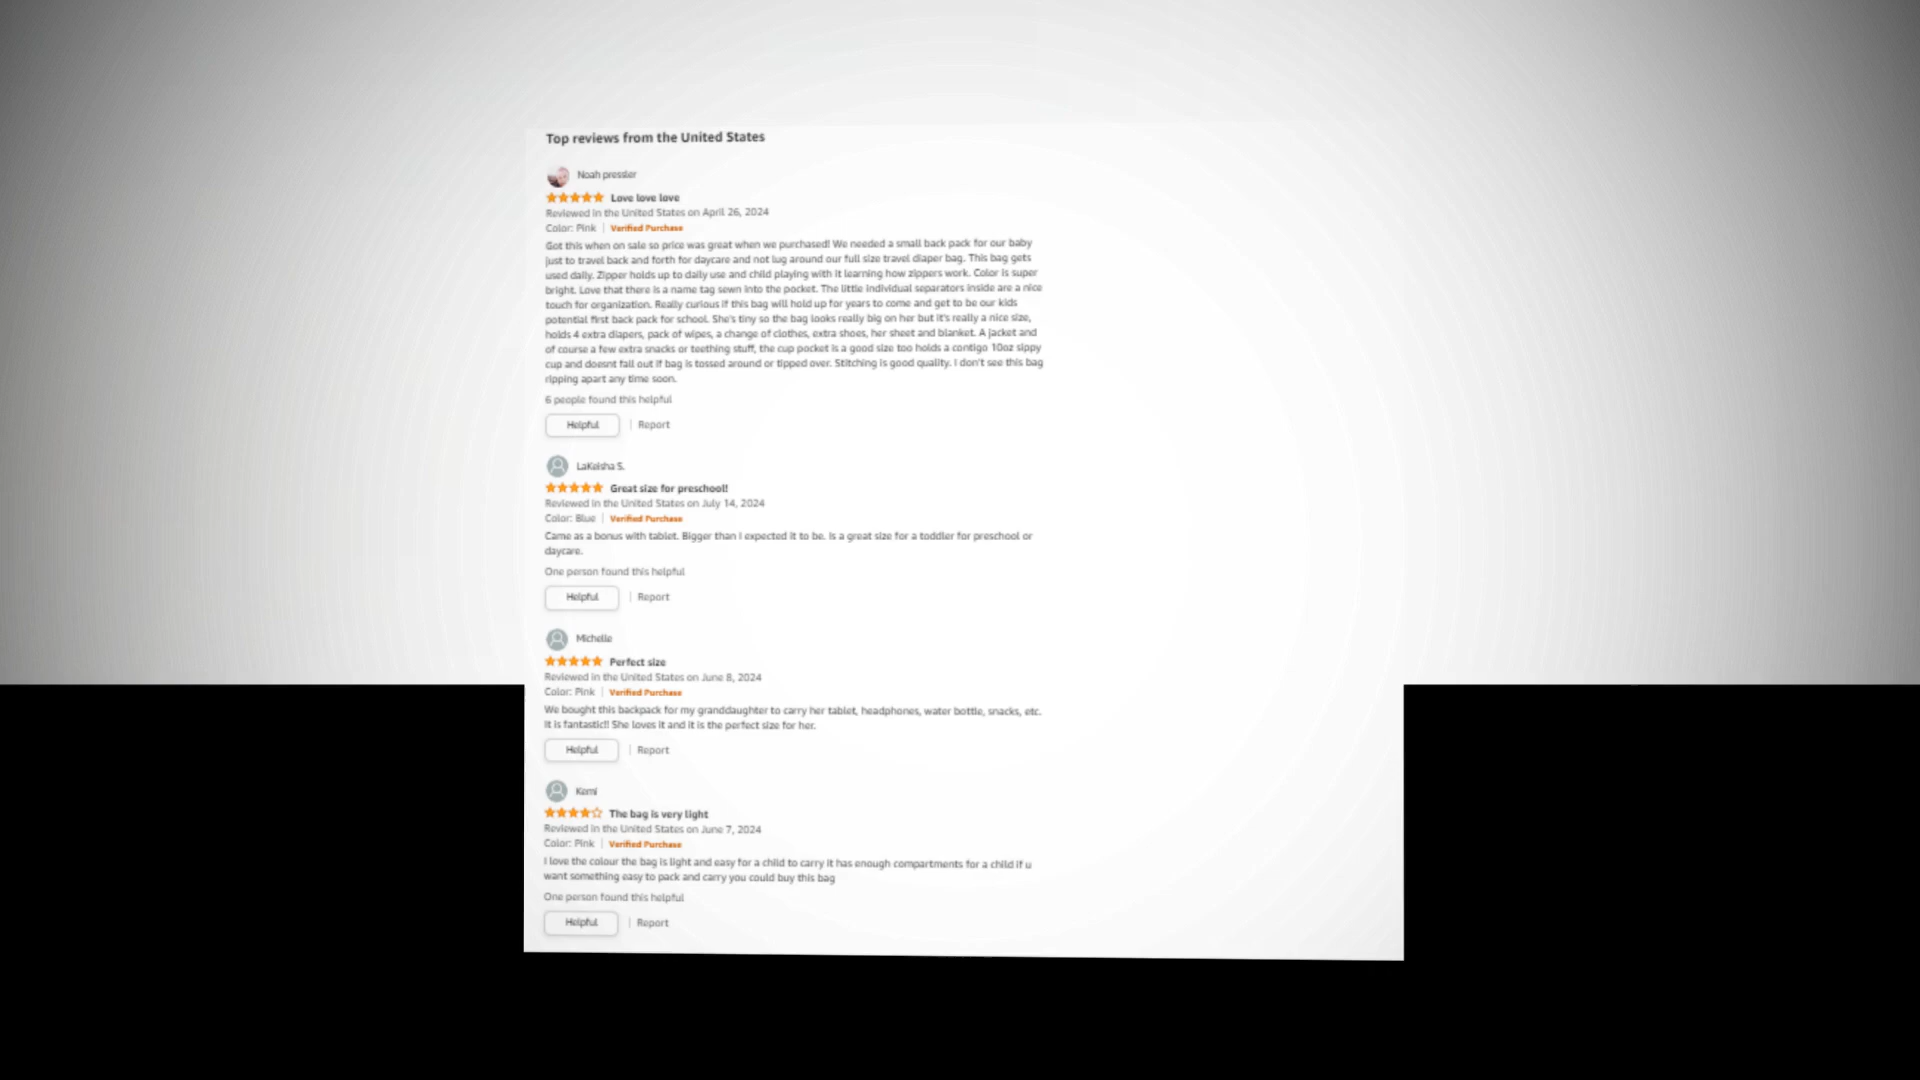 Top reviews from the United States
Noah pressler
Love love love
Reviewed in the United States on April 26, 2024
Color: Pink | Verified Purchase
Got this when on sale so price was great when we purchased! We needed a small back pack for our baby
just to travel back and forth for daycare and not lug around our full size travel diaper bag. This bag gets
used daily. Zipper holds up to daily use and child playing with it learning how zippers work. Color is super
bright. Love that there is a name tag sewn into the pocket. The little individual separators inside are a nice
touch for organization. Really curious if this bag will hold up for years to come and get to be our kids
potential first back pack for school. She's tiny so the bag looks really big on her but it's really a nice size,
holds 4 extra diapers, pack of wipes, a change of clothes, extra shoes, her sheet and blanket. A jacket and
of course a few extra snacks or teething stuff, the cup pocket is a good size too holds a contigo 10oz sippy
cup and doesnt fall out if bag is tossed around or tipped over. Stitching is good quality. I don't see this bag
ripping apart any time soon.
6 people found this helpful
Helpful | Report
LaKeisha S.
Great size for preschool!
Reviewed in the United States on July 14, 2024
Color: Blue | Verified Purchase
Came as a bonus with tablet. Bigger than I expected it to be. Is a great size for a toddler for preschool or
daycare.
One person found this helpful
Helpful | Report
Michelle
Perfect size
Reviewed in the United States on June 8, 2024
Color: Pink | Verified Purchase
We bought this backpack for my granddaughter to carry her tablet, headphones, water bottle, snacks, etc.
It is fantastic!! She loves it and it is the perfect size for her.
Helpful | Report
Kemi
The bag is very light
Reviewed in the United States on June 7, 2024
Color: Pink | Verified Purchase
I love the colour the bag is light and easy for a child to carry it has enough compartments for a child if u
want something easy to pack and carry you could buy this bag
One person found this helpful
Helpful | Report